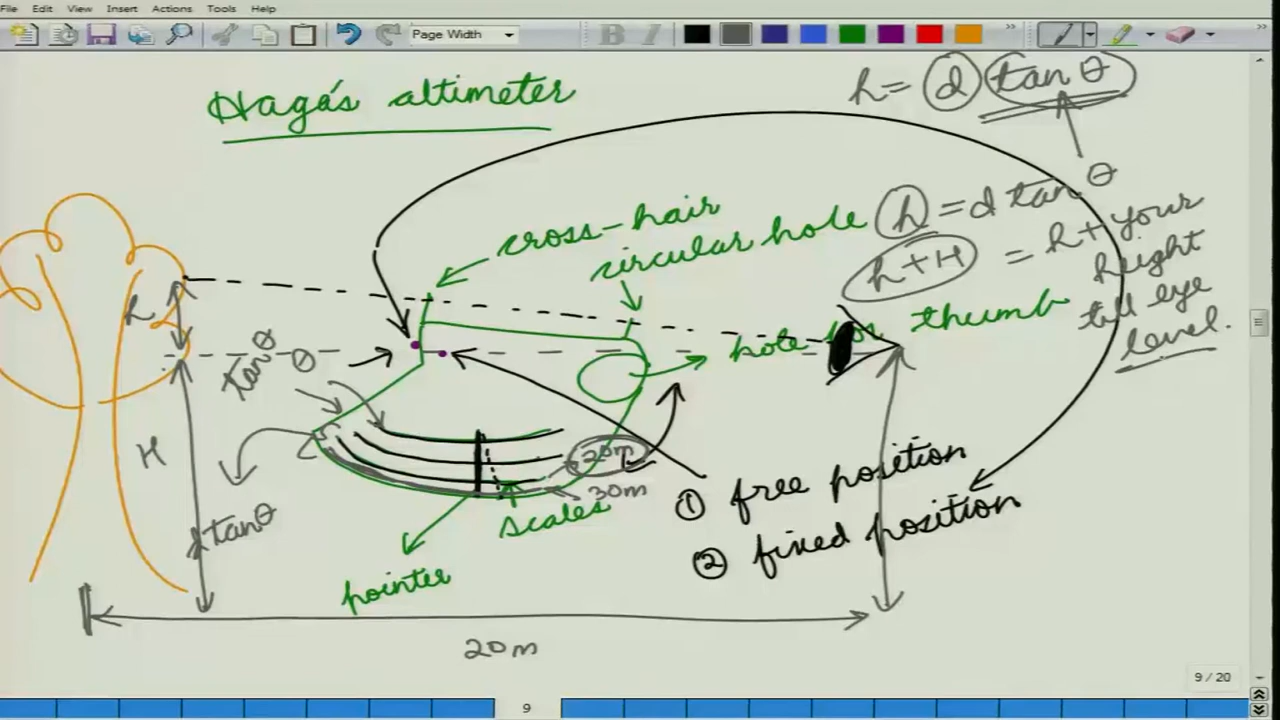 File Edit View Insert Actions Tools Help
Page Width
B I
Haga's altimeter
h = d tan θ
cross-hair
circular hole
h = d tan θ
h + H = h + your
height
till eye
level.
h
hole for thumb
tan θ
θ
H
20m
30m
d tan θ
Scales
pointer
① free position
② fixed position
20m
9 / 20
9